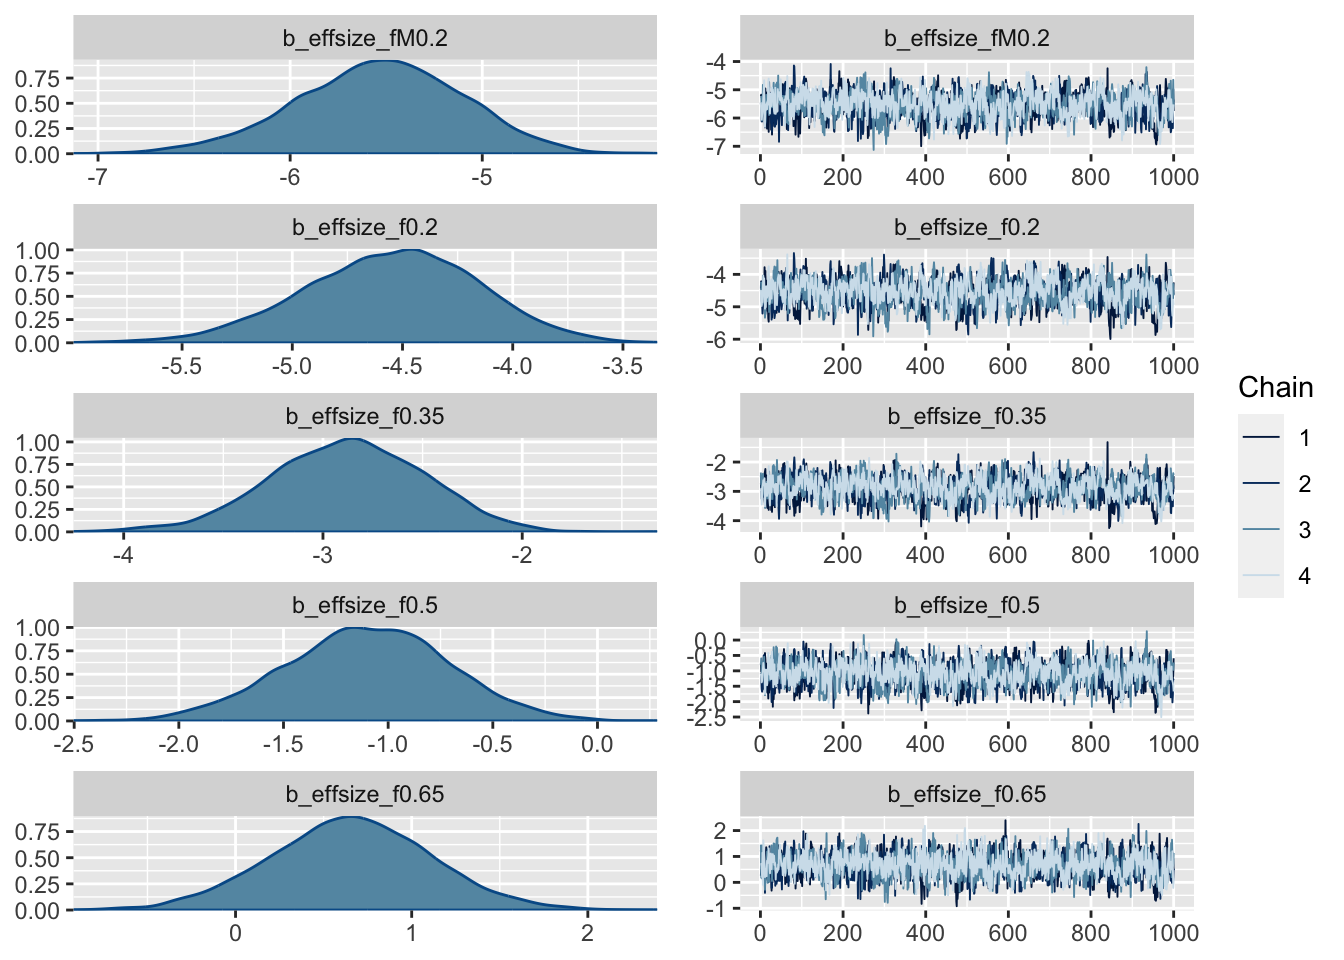 b_effsize_fM0.2
0.75
0.50
0.25
0.00
-7 -6 -5
b_effsize_fM0.2
-4
-5
-6
-7
0 200 400 600 800 1000
b_effsize_f0.2
1.00
0.75
0.50
0.25
0.00
-5.5 -5.0 -4.5 -4.0 -3.5
b_effsize_f0.2
-4
-5
-6
0 200 400 600 800 1000
b_effsize_f0.35
1.00
0.75
0.50
0.25
0.00
-4 -3 -2
b_effsize_f0.35
-2
-3
-4
0 200 400 600 800 1000
b_effsize_f0.5
1.00
0.75
0.50
0.25
0.00
-2.5 -2.0 -1.5 -1.0 -0.5 0.0
b_effsize_f0.5
0.0
-0.5
-1.0
-1.5
-2.0
-2.5
0 200 400 600 800 1000
b_effsize_f0.65
0.75
0.50
0.25
0.00
0 1 2
b_effsize_f0.65
2
1
0
-1
0 200 400 600 800 1000
Chain
1
2
3
4